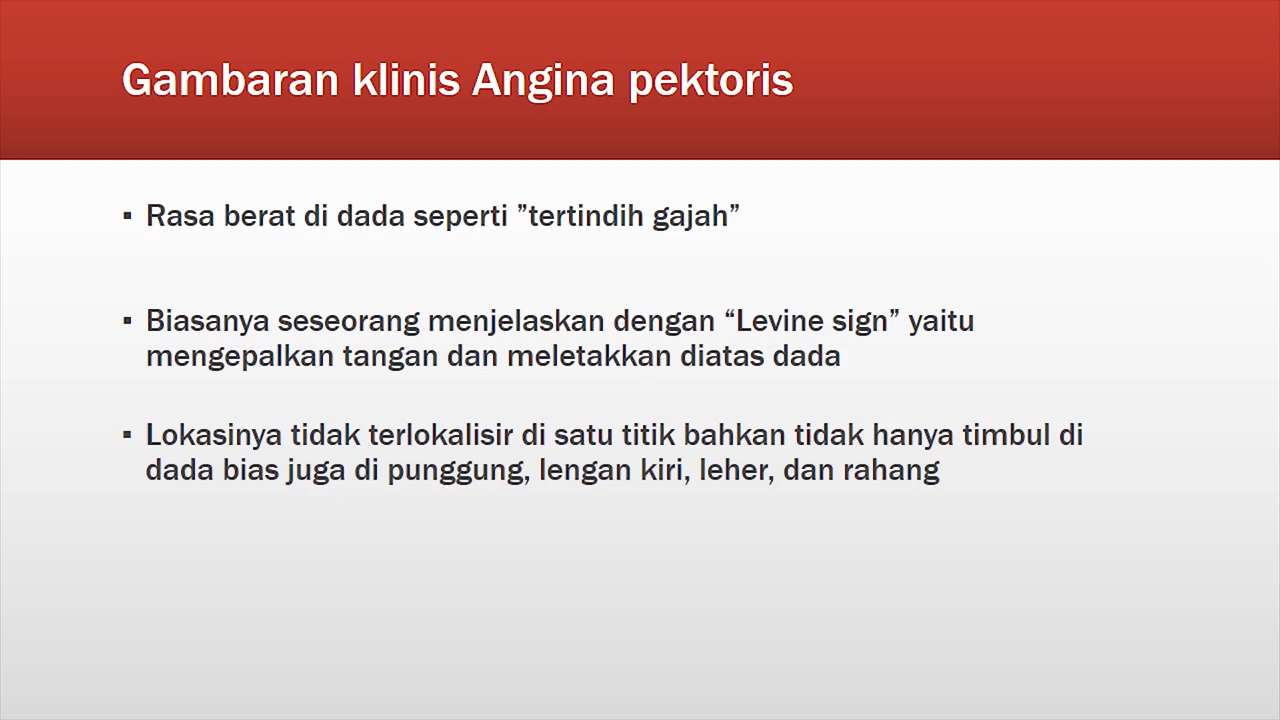 Gambaran klinis Angina pektoris
▪ Rasa berat di dada seperti ”tertindih gajah”
▪ Biasanya seseorang menjelaskan dengan “Levine sign” yaitu
mengepalkan tangan dan meletakkan diatas dada
▪ Lokasinya tidak terlokalisir di satu titik bahkan tidak hanya timbul di
dada bias juga di punggung, lengan kiri, leher, dan rahang